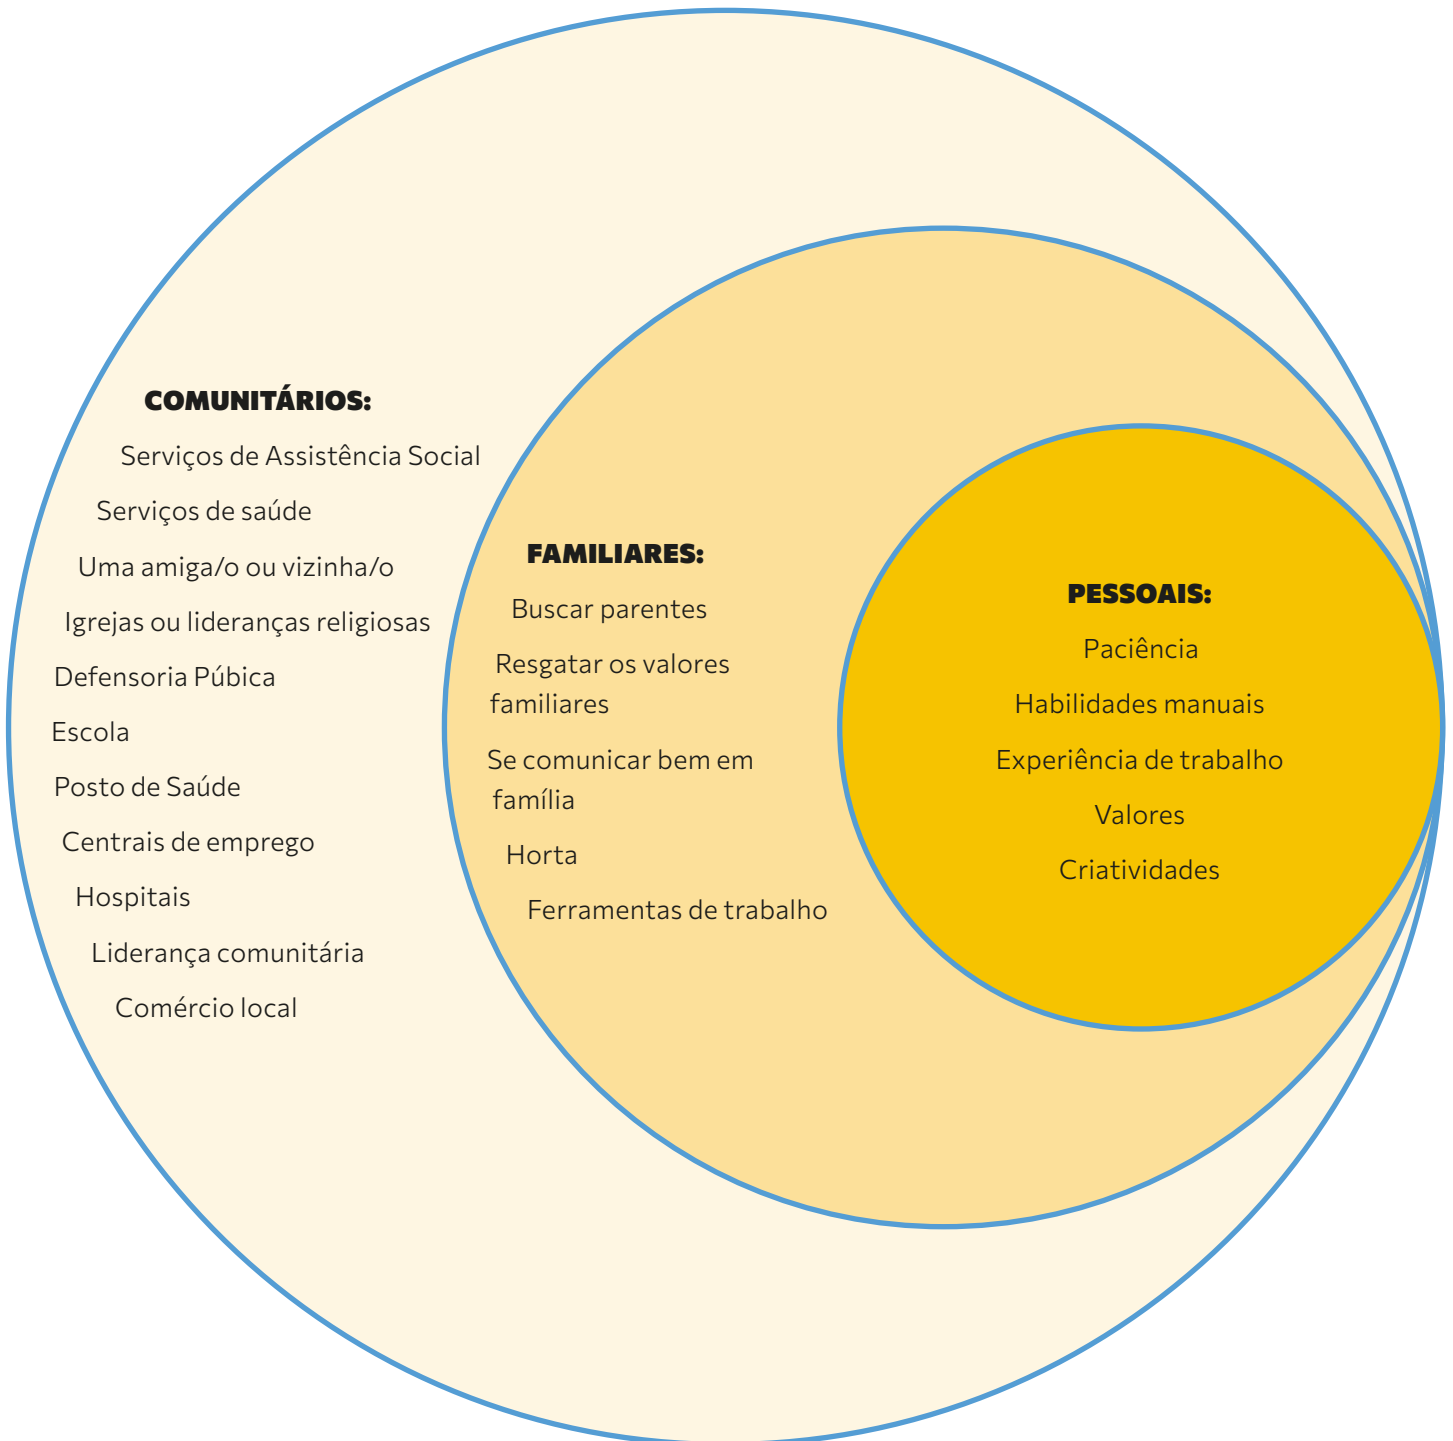 COMUNITÁRIOS:
Serviços de Assistência Social
Serviços de saúde
Uma amiga/o ou vizinha/o
Igrejas ou lideranças religiosas
Defensoria Púbica
Escola
Posto de Saúde
Centrais de emprego
Hospitais
Liderança comunitária
Comércio local
FAMILIARES:
Buscar parentes
Resgatar os valores
familiares
Se comunicar bem em
família
Horta
Ferramentas de trabalho
PESSOAIS:
Paciência
Habilidades manuais
Experiência de trabalho
Valores
Criatividades